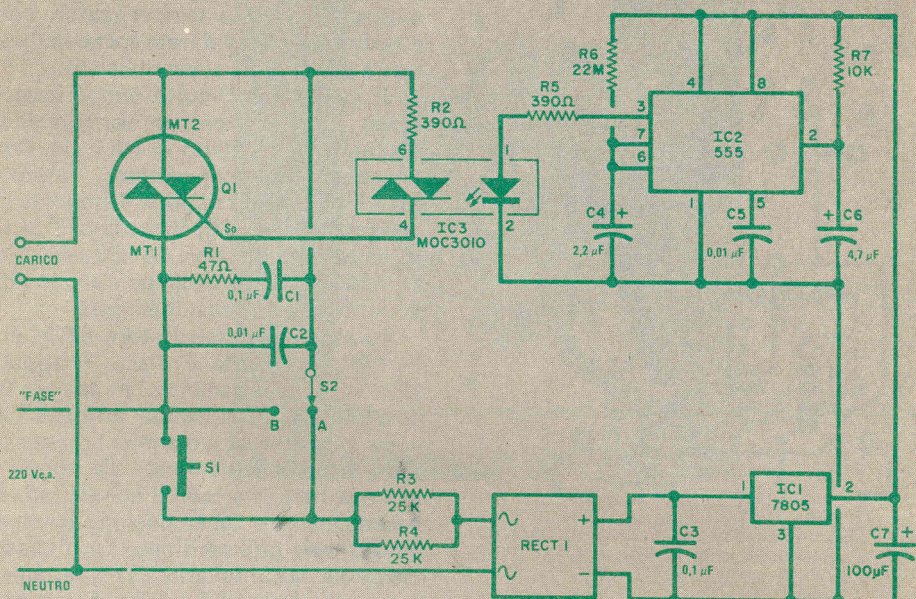 R6
22M
R7
10K
R5
390Ω
R2
390Ω
4
8
3
7
6
IC2
555
2
1
5
MT2
Q1
6
1
So
4
IC3
MOC3010
2
MT1
CARICO
R1
47Ω
0,1 µF
C1
C4
+
2,2 µF
C5
0,01 µF
+
C6
4,7 µF
0,01 µF
C2
S2
"FASE"
B
A
220 Vc.a.
S1
R3
25K
R4
25K
RECT 1
+
−
C3
0,1 µF
1
IC1
7805
2
3
C7
+
100µF
NEUTRO